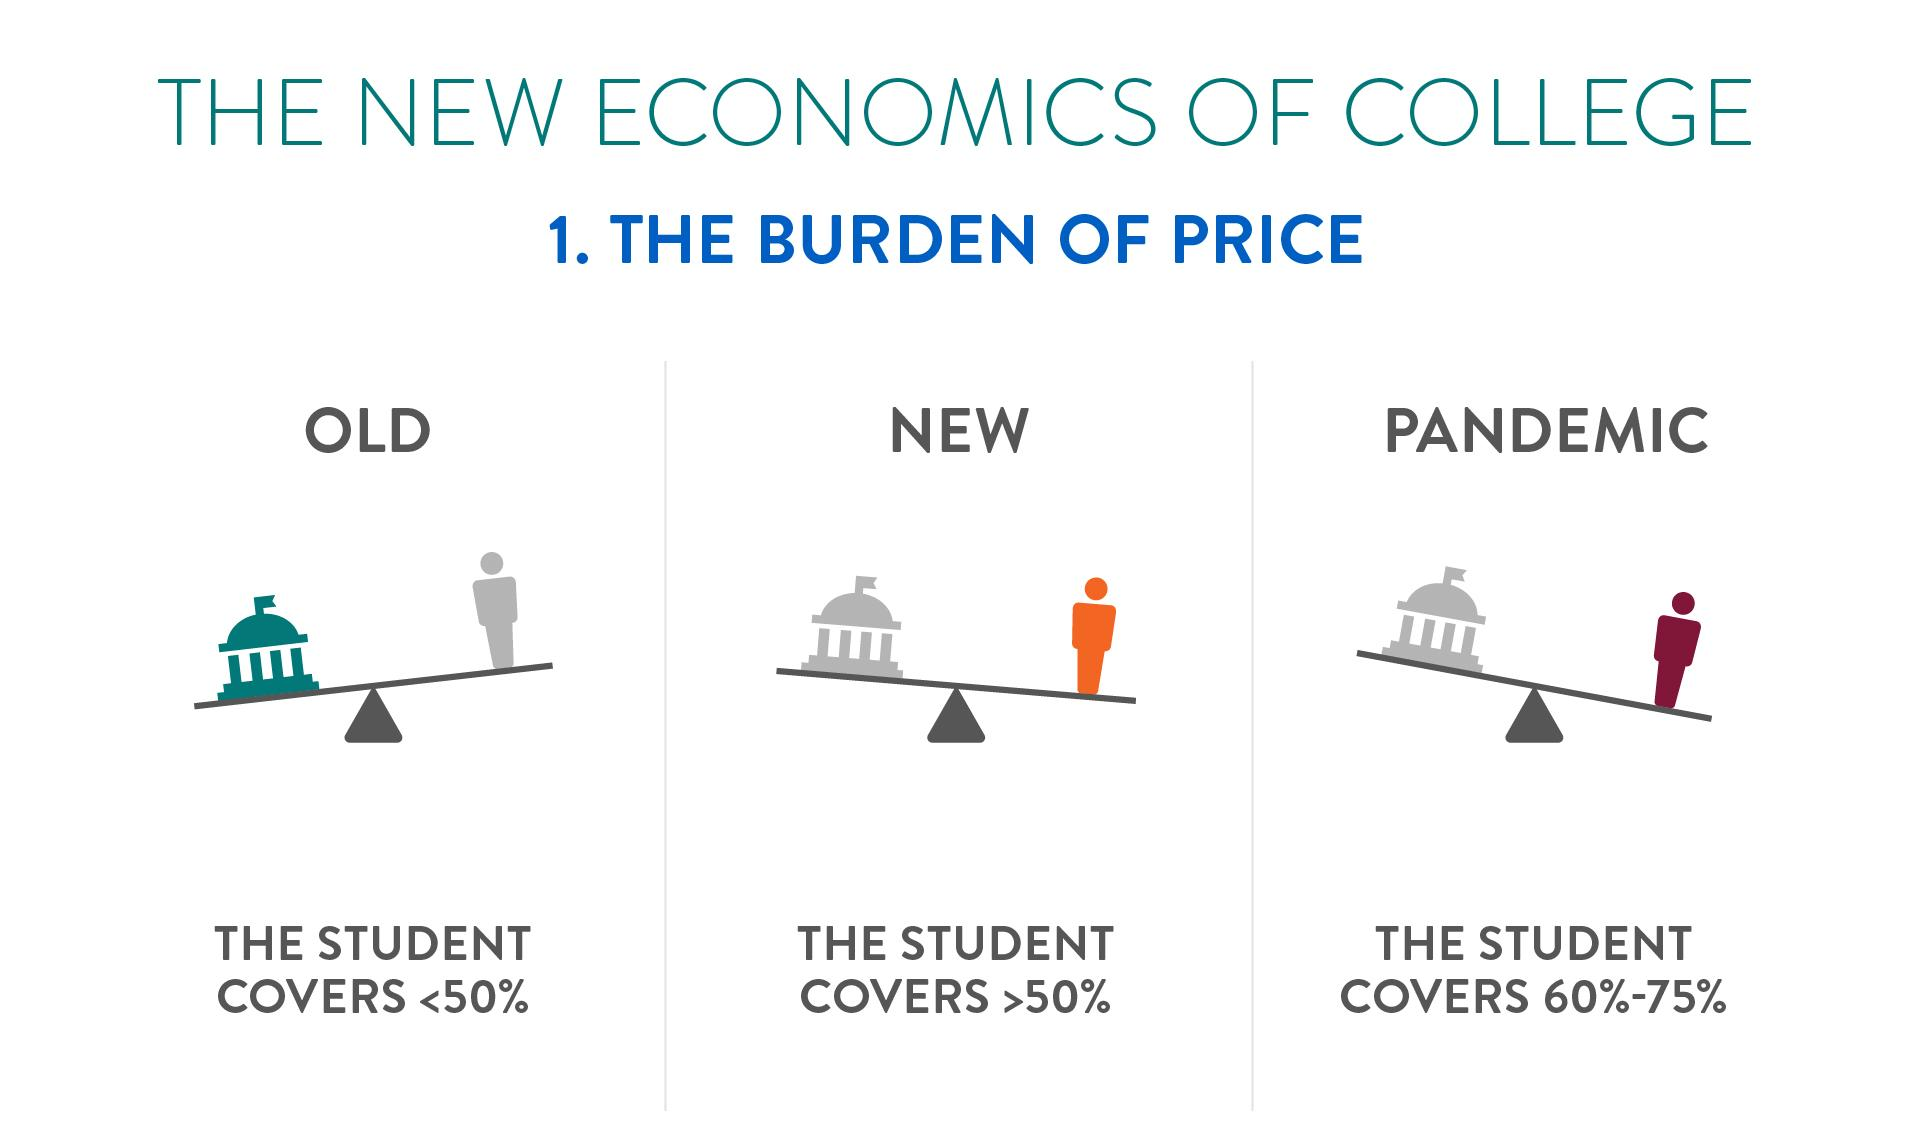 THE NEW ECONOMICS OF COLLEGE
1. THE BURDEN OF PRICE
OLD
THE STUDENT
COVERS <50%
NEW
THE STUDENT
COVERS >50%
PANDEMIC
THE STUDENT
COVERS 60%-75%